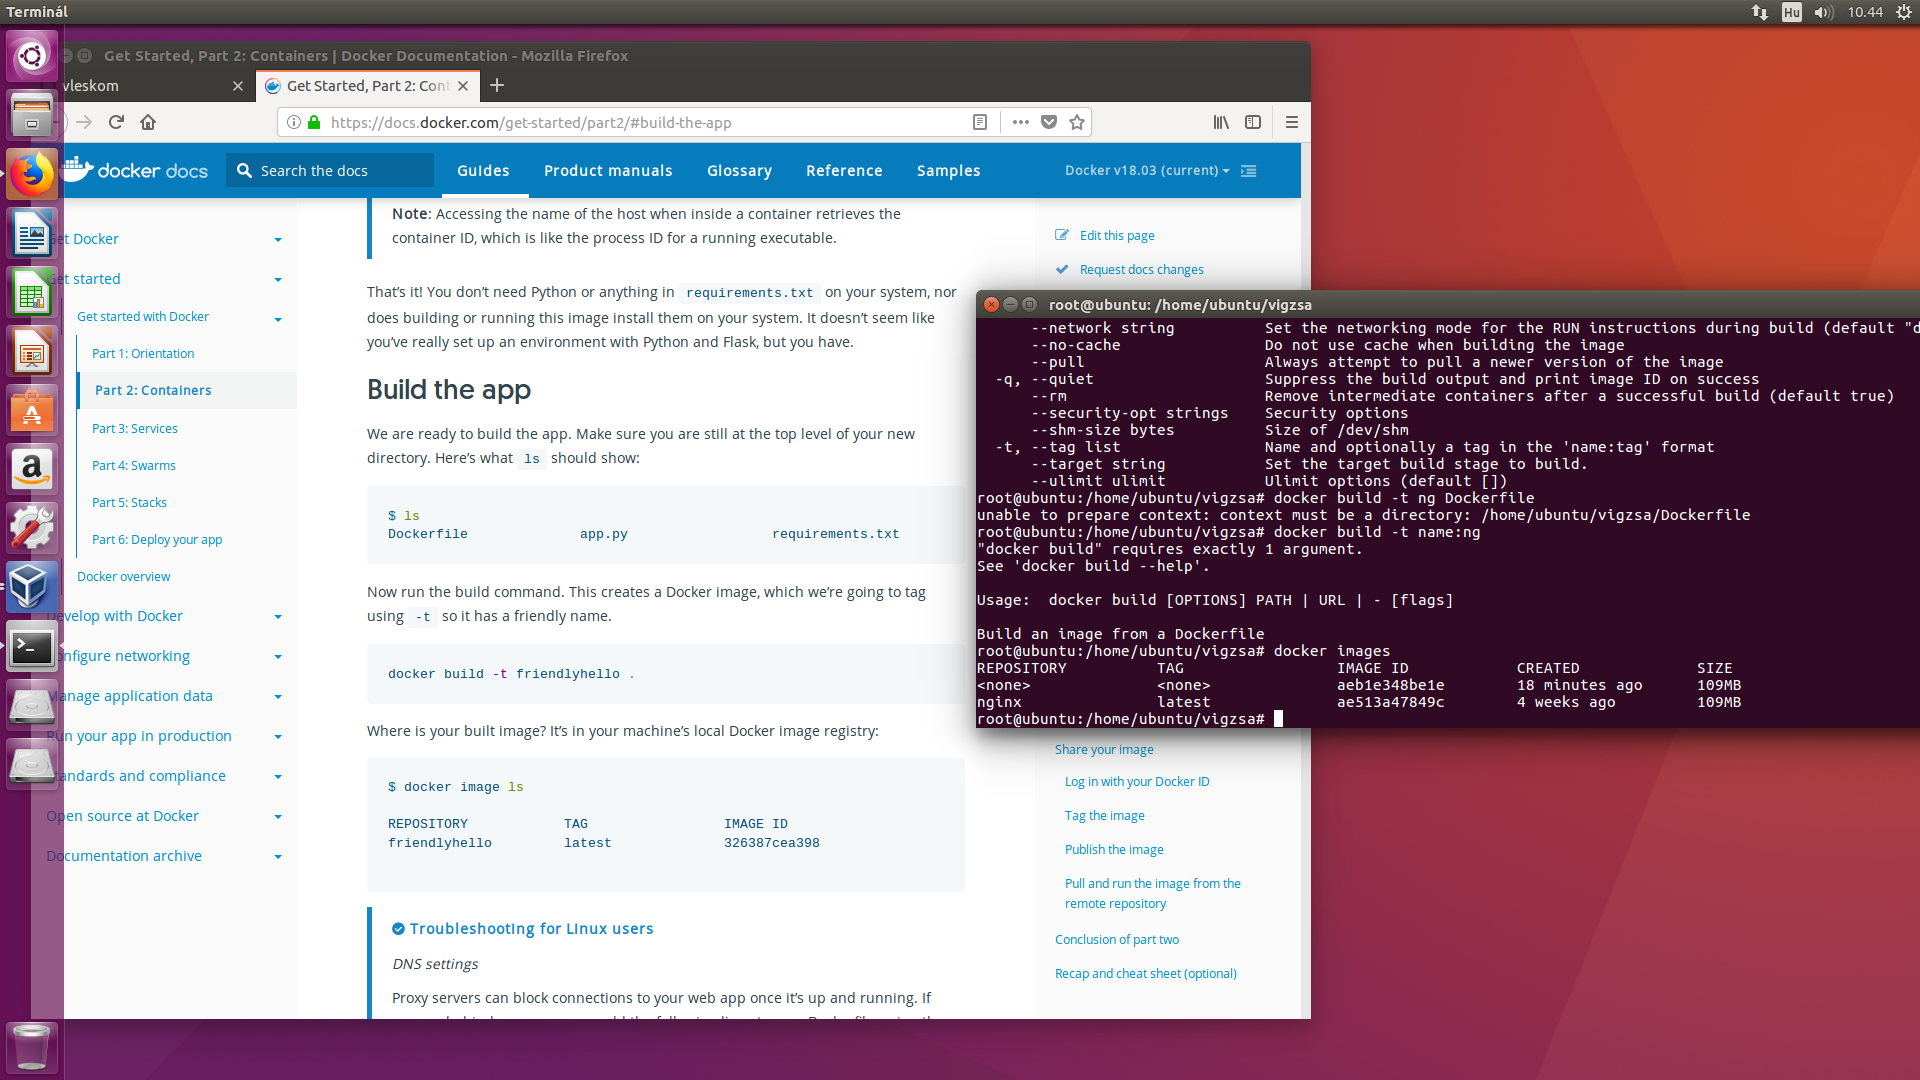 Terminál
Hu
10.44
Get Started, Part 2: Containers | Docker Documentation - Mozilla Firefox
vleskom
Get Started, Part 2: Cont
https://docs.docker.com/get-started/part2/#build-the-app
docker docs
Search the docs
Guides
Product manuals
Glossary
Reference
Samples
Docker v18.03 (current)
Get Docker
Get started
Get started with Docker
Part 1: Orientation
Part 2: Containers
Part 3: Services
Part 4: Swarms
Part 5: Stacks
Part 6: Deploy your app
Docker overview
Develop with Docker
Configure networking
Manage application data
Run your app in production
Standards and compliance
Open source at Docker
Documentation archive
Note: Accessing the name of the host when inside a container retrieves the
container ID, which is like the process ID for a running executable.
That’s it! You don’t need Python or anything in requirements.txt on your system, nor
does building or running this image install them on your system. It doesn’t seem like
you’ve really set up an environment with Python and Flask, but you have.
Build the app
We are ready to build the app. Make sure you are still at the top level of your new
directory. Here’s what ls should show:
$ ls
Dockerfile app.py requirements.txt
Now run the build command. This creates a Docker image, which we’re going to tag
using -t so it has a friendly name.
docker build -t friendlyhello .
Where is your built image? It’s in your machine’s local Docker image registry:
$ docker image ls
REPOSITORY TAG IMAGE ID
friendlyhello latest 326387cea398
Troubleshooting for Linux users
DNS settings
Proxy servers can block connections to your web app once it’s up and running. If
Edit this page
Request docs changes
root@ubuntu: /home/ubuntu/vigzsa
--network string Set the networking mode for the RUN instructions during build (default "d
--no-cache Do not use cache when building the image
--pull Always attempt to pull a newer version of the image
-q, --quiet Suppress the build output and print image ID on success
--rm Remove intermediate containers after a successful build (default true)
--security-opt strings Security options
--shm-size bytes Size of /dev/shm
-t, --tag list Name and optionally a tag in the 'name:tag' format
--target string Set the target build stage to build.
--ulimit ulimit Ulimit options (default [])
root@ubuntu:/home/ubuntu/vigzsa# docker build -t ng Dockerfile
unable to prepare context: context must be a directory: /home/ubuntu/vigzsa/Dockerfile
root@ubuntu:/home/ubuntu/vigzsa# docker build -t name:ng
"docker build" requires exactly 1 argument.
See 'docker build --help'.
Usage: docker build [OPTIONS] PATH | URL | - [flags]
Build an image from a Dockerfile
root@ubuntu:/home/ubuntu/vigzsa# docker images
REPOSITORY TAG IMAGE ID CREATED SIZE
<none> <none> aeb1e348be1e 18 minutes ago 109MB
nginx latest ae513a47849c 4 weeks ago 109MB
root@ubuntu:/home/ubuntu/vigzsa#
Share your image
Log in with your Docker ID
Tag the image
Publish the image
Pull and run the image from the
remote repository
Conclusion of part two
Recap and cheat sheet (optional)